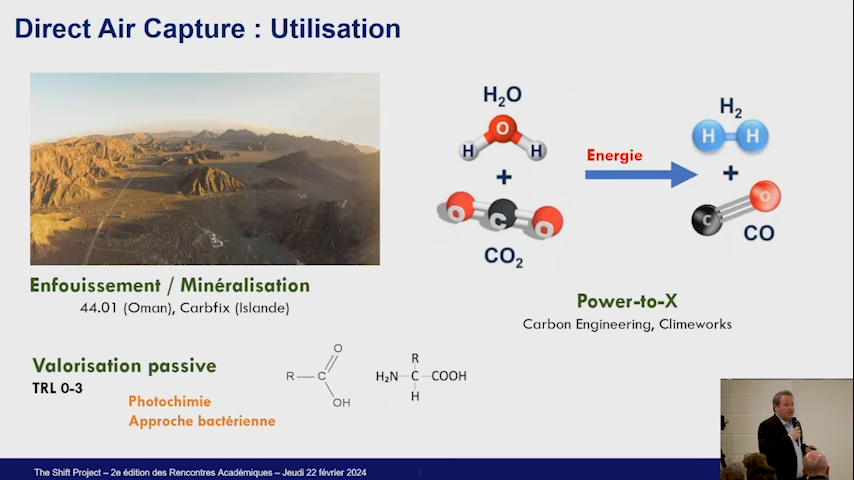 Direct Air Capture : Utilisation
Enfouissement / Minéralisation
44.01 (Oman), Carbfix (Islande)
H₂O
O
H H
+
O C O
CO₂
Energie
H₂
H H
+
O
C
CO
Power-to-X
Carbon Engineering, Climeworks
Valorisation passive
TRL 0-3
Photochimie
Approche bactérienne
O
R C
OH
R
H₂N C COOH
H
The Shift Project – 2e édition des Rencontres Académiques – Jeudi 22 février 2024